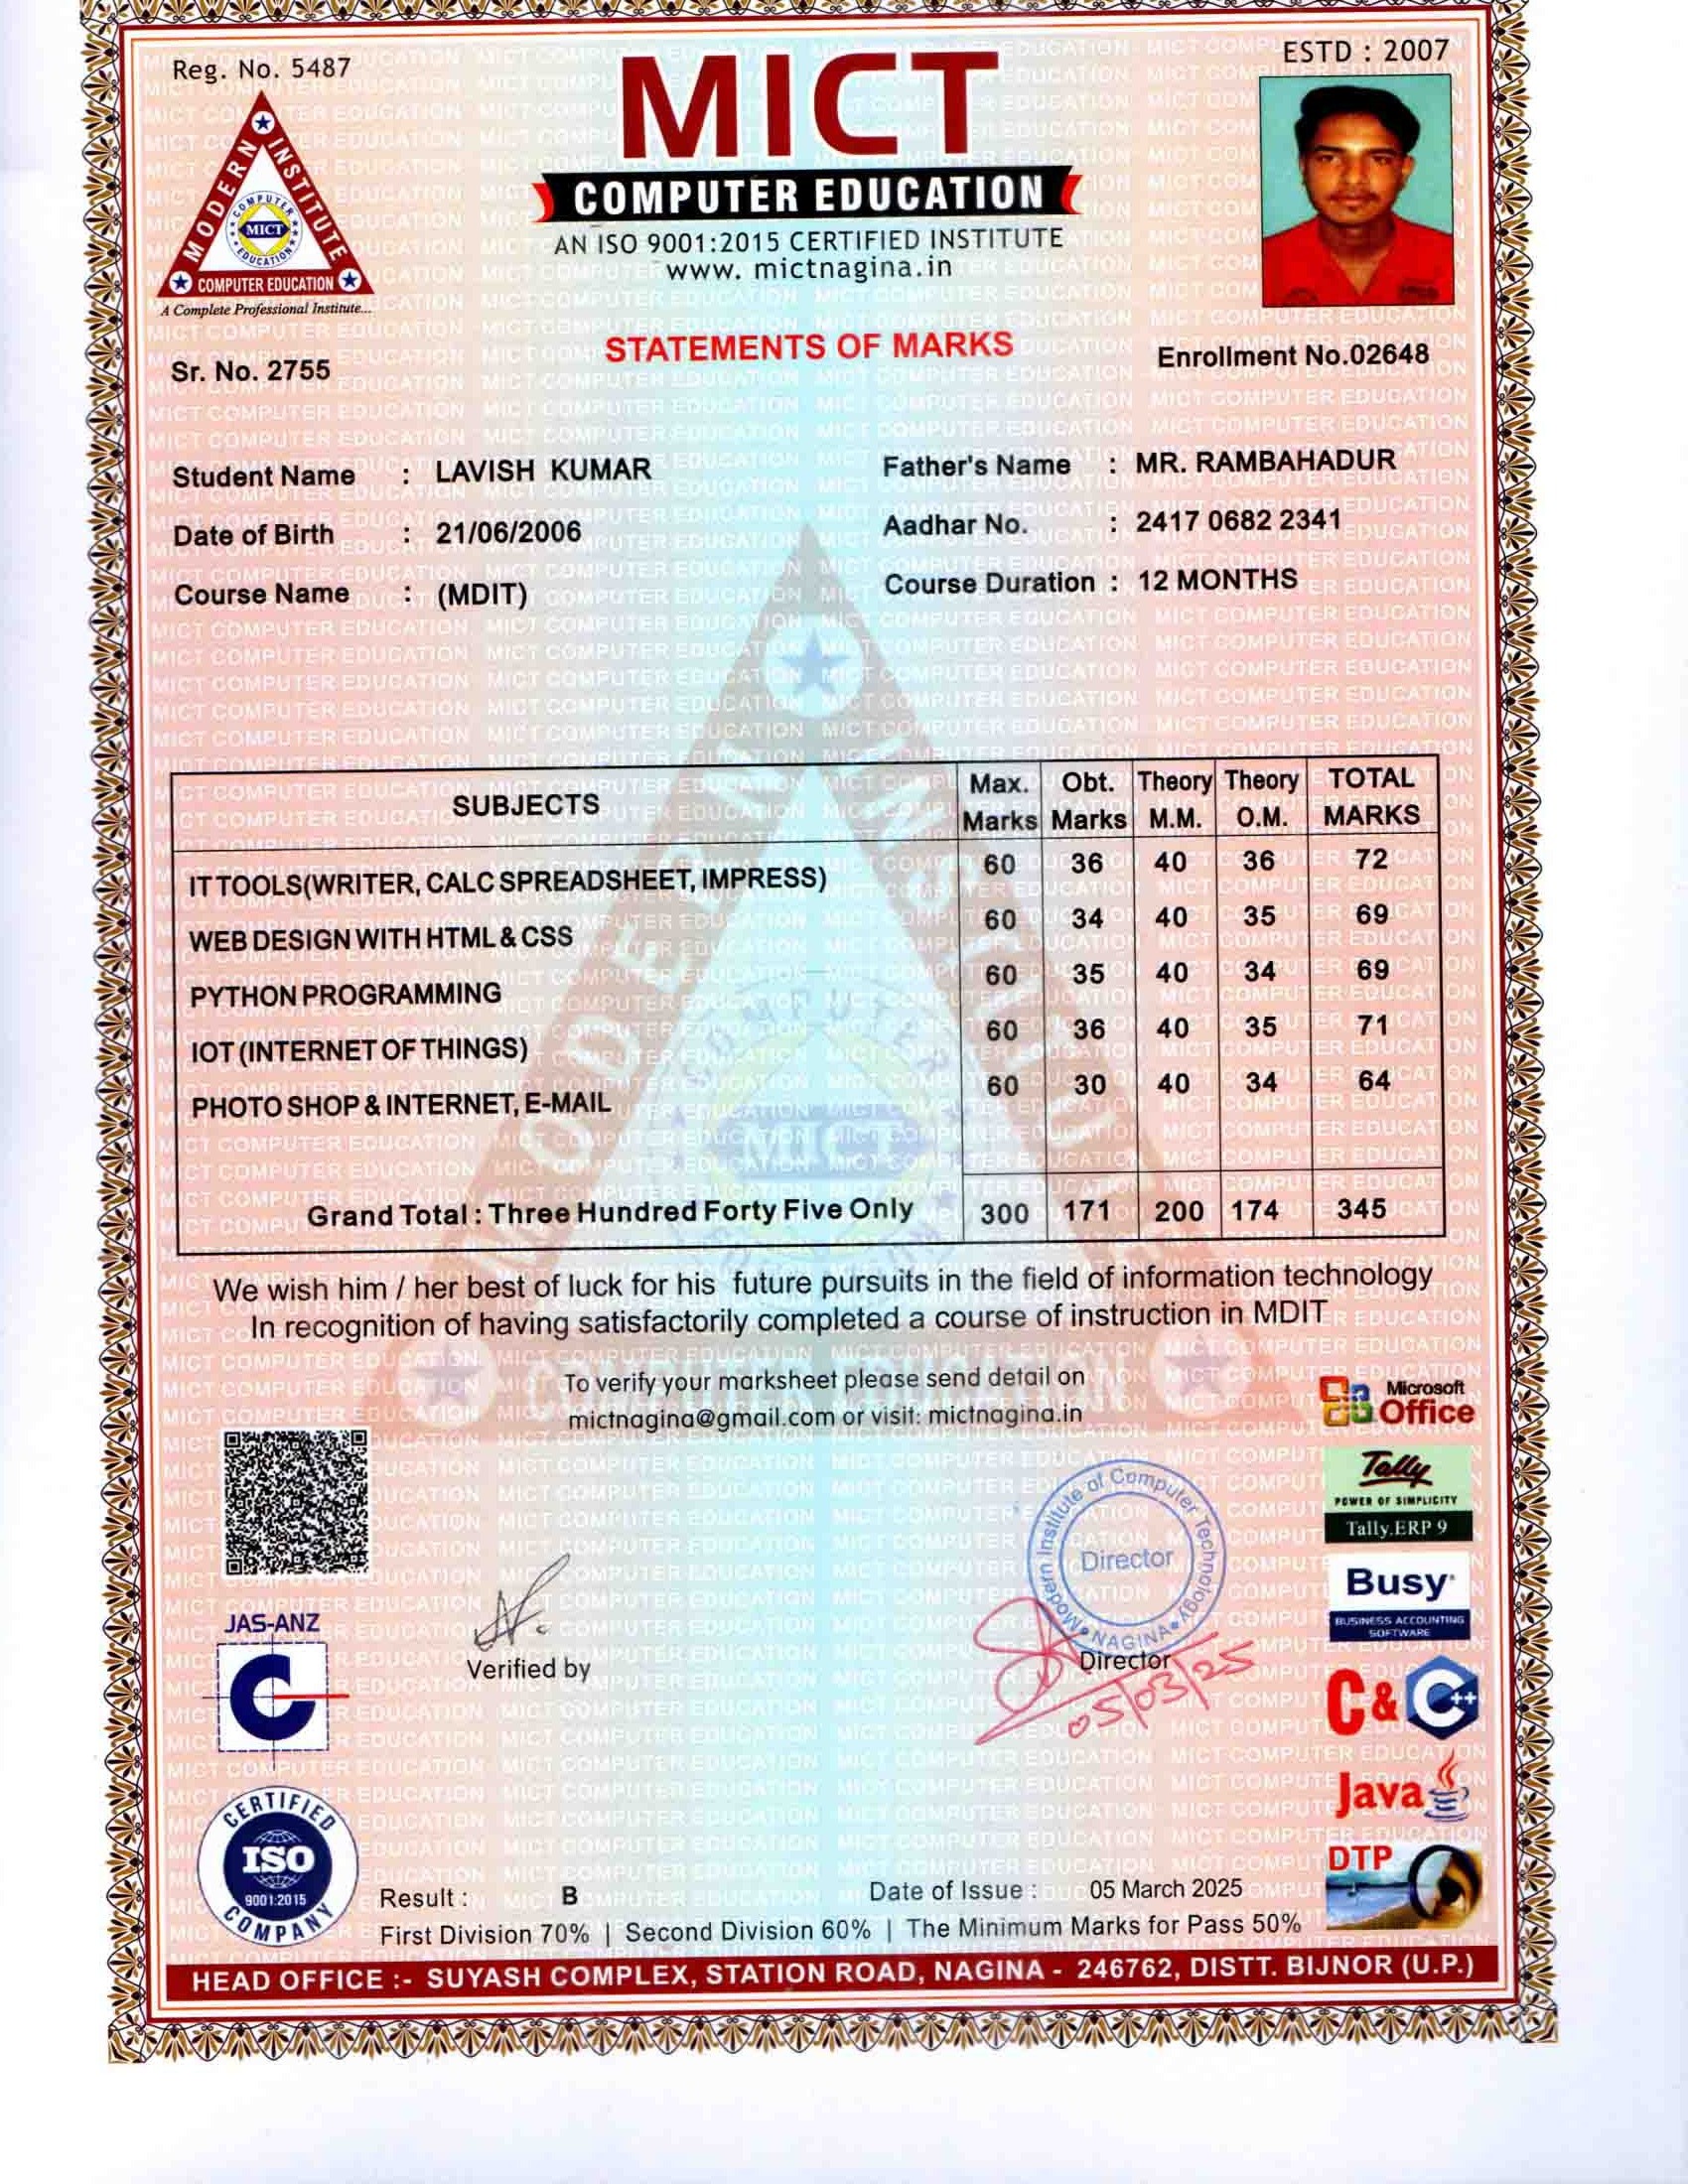 Reg. No. 5487
ESTD : 2007
MICT
COMPUTER EDUCATION
AN ISO 9001:2015 CERTIFIED INSTITUTE
www. mictnagina.in
MODERN INSTITUTE
COMPUTER EDUCATION
MICT
COMPUTER EDUCATION
A Complete Professional Institute...
STATEMENTS OF MARKS
Sr. No. 2755
Enrollment No.02648
Student Name : LAVISH KUMAR
Father's Name : MR. RAMBAHADUR
Date of Birth : 21/06/2006
Aadhar No. : 2417 0682 2341
Course Name : (MDIT)
Course Duration : 12 MONTHS
SUBJECTS Max. Marks Obt. Marks Theory M.M. Theory O.M. TOTAL MARKS
IT TOOLS(WRITER, CALC SPREADSHEET, IMPRESS) 60 36 40 36 72
WEB DESIGN WITH HTML & CSS 60 34 40 35 69
PYTHON PROGRAMMING 60 35 40 34 69
IOT (INTERNET OF THINGS) 60 36 40 35 71
PHOTO SHOP & INTERNET, E-MAIL 60 30 40 34 64
Grand Total : Three Hundred Forty Five Only 300 171 200 174 345
We wish him / her best of luck for his future pursuits in the field of information technology
In recognition of having satisfactorily completed a course of instruction in MDIT
To verify your marksheet please send detail on
mictnagina@gmail.com or visit: mictnagina.in
Microsoft
Office
Tally
POWER OF SIMPLICITY
Tally.ERP 9
Busy
BUSINESS ACCOUNTING
SOFTWARE
C & C++
Java
DTP
Modern Institute of Computer Technology
NAGINA
Director
Director
05/03/25
Verified by
JAS-ANZ
CERTIFIED
ISO
9001:2015
COMPANY
Result : B
Date of Issue : 05 March 2025
First Division 70% | Second Division 60% | The Minimum Marks for Pass 50%
HEAD OFFICE :- SUYASH COMPLEX, STATION ROAD, NAGINA - 246762, DISTT. BIJNOR (U.P.)